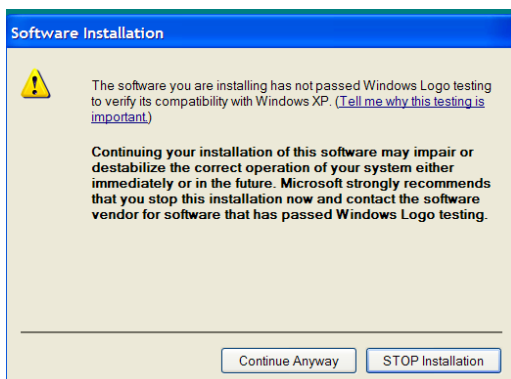 Software Installation
The software you are installing has not passed Windows Logo testing
to verify its compatibility with Windows XP. (Tell me why this testing is
important.)
Continuing your installation of this software may impair or
destabilize the correct operation of your system either
immediately or in the future. Microsoft strongly recommends
that you stop this installation now and contact the software
vendor for software that has passed Windows Logo testing.
Continue Anyway
STOP Installation